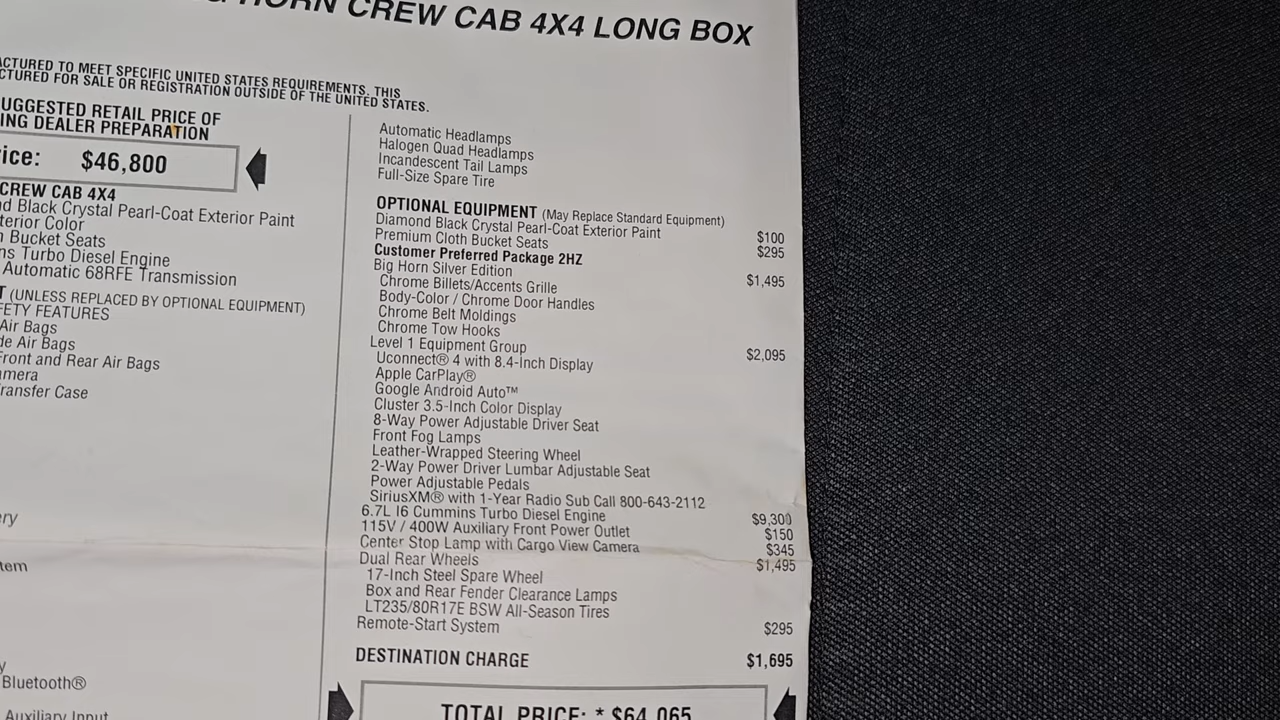 HORN CREW CAB 4X4 LONG BOX
ACTURED TO MEET SPECIFIC UNITED STATES REQUIREMENTS. THIS
CTURED FOR SALE OR REGISTRATION OUTSIDE OF THE UNITED STATES.
UGGESTED RETAIL PRICE OF
ING DEALER PREPARATION
ice: $46,800
CREW CAB 4X4
d Black Crystal Pearl-Coat Exterior Paint
terior Color
n Bucket Seats
ns Turbo Diesel Engine
Automatic 68RFE Transmission
T (UNLESS REPLACED BY OPTIONAL EQUIPMENT)
FETY FEATURES
Air Bags
de Air Bags
Front and Rear Air Bags
amera
ransfer Case
ery
tem
y
Bluetooth®
Auxiliary Input
Automatic Headlamps
Halogen Quad Headlamps
Incandescent Tail Lamps
Full-Size Spare Tire
OPTIONAL EQUIPMENT (May Replace Standard Equipment)
Diamond Black Crystal Pearl-Coat Exterior Paint $100
Premium Cloth Bucket Seats $295
Customer Preferred Package 2HZ
Big Horn Silver Edition $1,495
Chrome Billets/Accents Grille
Body-Color / Chrome Door Handles
Chrome Belt Moldings
Chrome Tow Hooks
Level 1 Equipment Group $2,095
Uconnect® 4 with 8.4-Inch Display
Apple CarPlay®
Google Android Auto™
Cluster 3.5-Inch Color Display
8-Way Power Adjustable Driver Seat
Front Fog Lamps
Leather-Wrapped Steering Wheel
2-Way Power Driver Lumbar Adjustable Seat
Power Adjustable Pedals
SiriusXM® with 1-Year Radio Sub Call 800-643-2112
6.7L I6 Cummins Turbo Diesel Engine $9,300
115V / 400W Auxiliary Front Power Outlet $150
Center Stop Lamp with Cargo View Camera $345
Dual Rear Wheels $1,495
17-Inch Steel Spare Wheel
Box and Rear Fender Clearance Lamps
LT235/80R17E BSW All-Season Tires
Remote-Start System $295
DESTINATION CHARGE $1,695
TOTAL PRICE: * $64,065